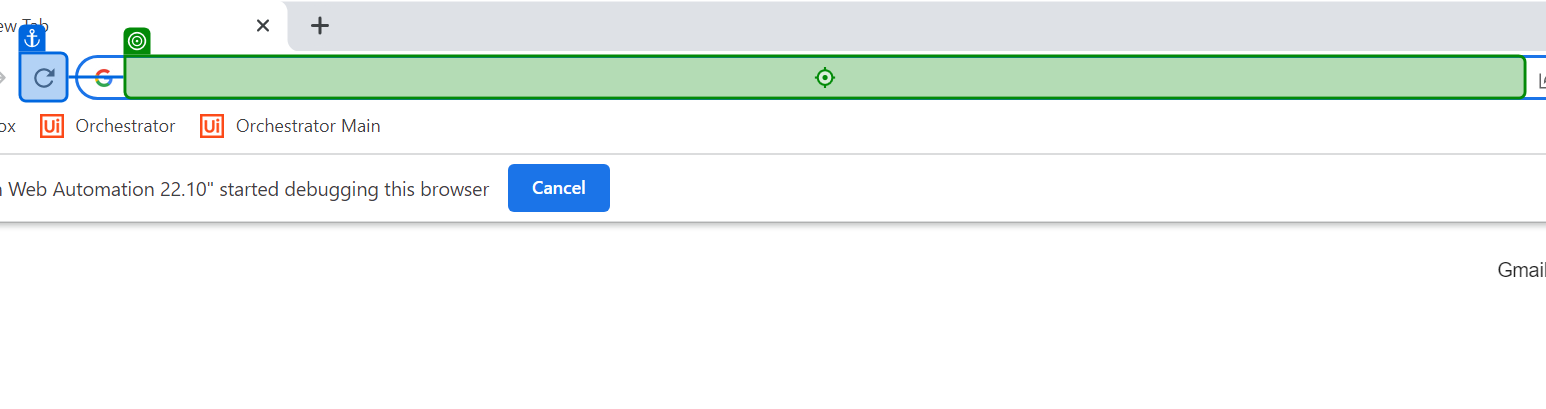 ew Tab
ox Ui Orchestrator Ui Orchestrator Main
Web Automation 22.10" started debugging this browser Cancel
Gmail